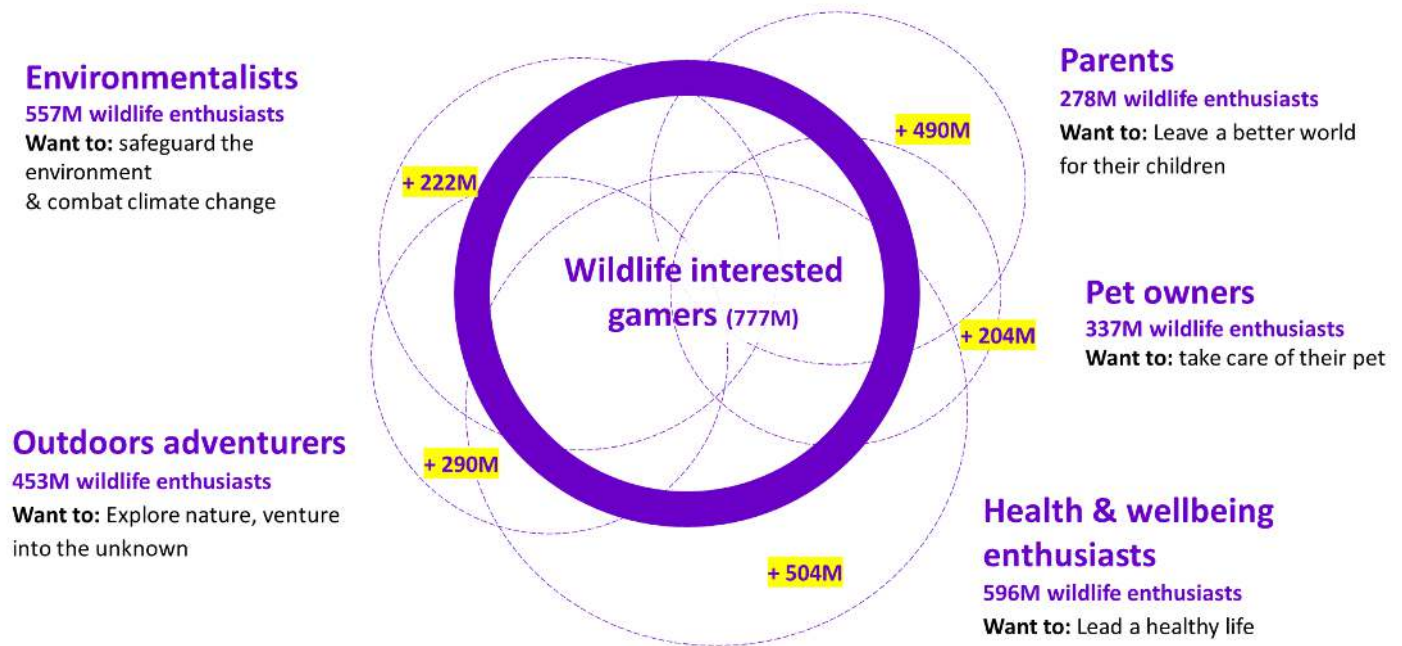 Environmentalists
557M wildlife enthusiasts
Want to: safeguard the
environment
& combat climate change
+ 222M
Outdoors adventurers
453M wildlife enthusiasts
Want to: Explore nature, venture
into the unknown
+ 290M
Wildlife interested
gamers (777M)
Parents
278M wildlife enthusiasts
Want to: Leave a better world
for their children
+ 490M
Pet owners
337M wildlife enthusiasts
Want to: take care of their pet
+ 204M
Health & wellbeing
enthusiasts
596M wildlife enthusiasts
Want to: Lead a healthy life
+ 504M